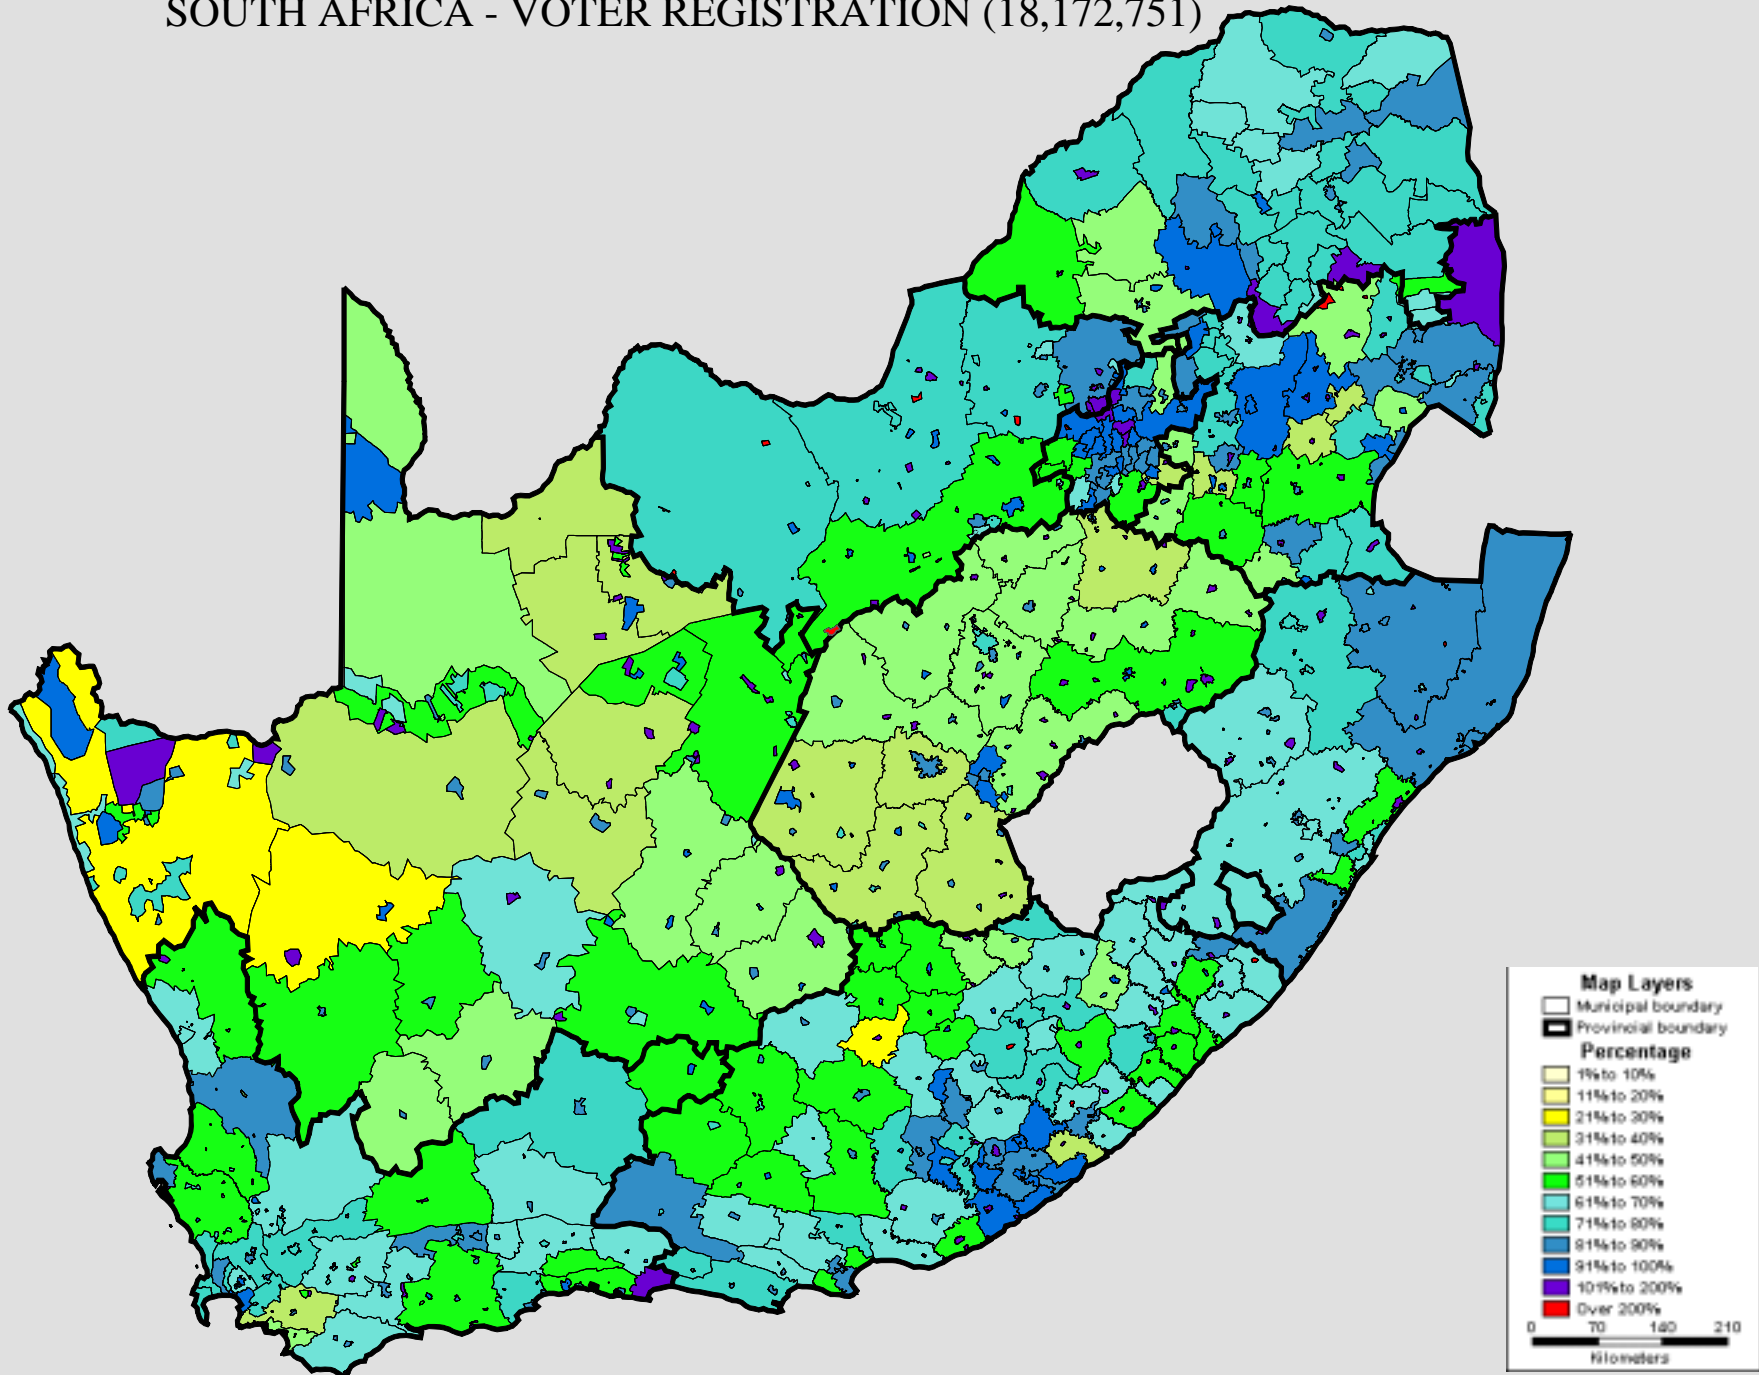 SOUTH AFRICA - VOTER REGISTRATION (18,172,751)
Map Layers
Municipal boundary
Provincial boundary
Percentage
1% to 10%
11% to 20%
21% to 30%
31% to 40%
41% to 50%
51% to 60%
61% to 70%
71% to 80%
81% to 90%
91% to 100%
101% to 200%
Over 200%
0 70 140 210
Kilometers